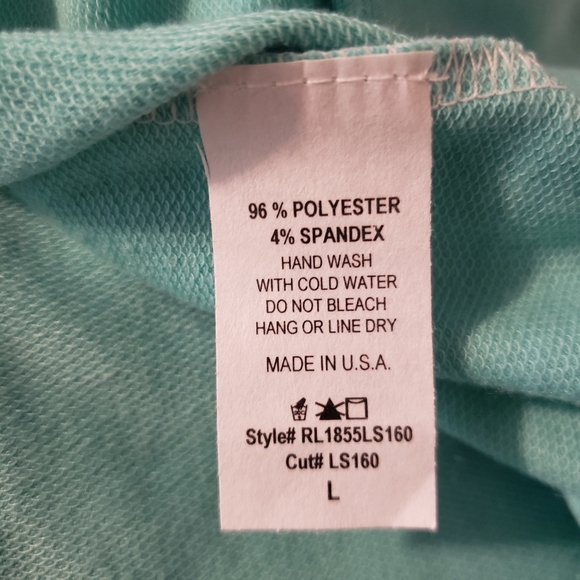 96 % POLYESTER
4% SPANDEX
HAND WASH
WITH COLD WATER
DO NOT BLEACH
HANG OR LINE DRY
MADE IN U.S.A.
Style# RL1855LS160
Cut# LS160
L